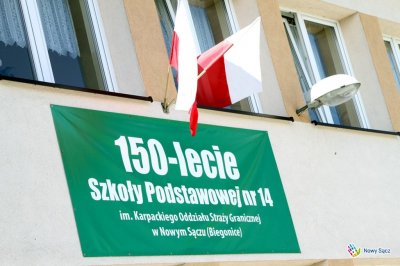 150-lecie
Szkoły Podstawowej nr 14
im. Karpackiego Oddziału Straży Granicznej
w Nowym Sączu (Biegonice)
Nowy Sącz